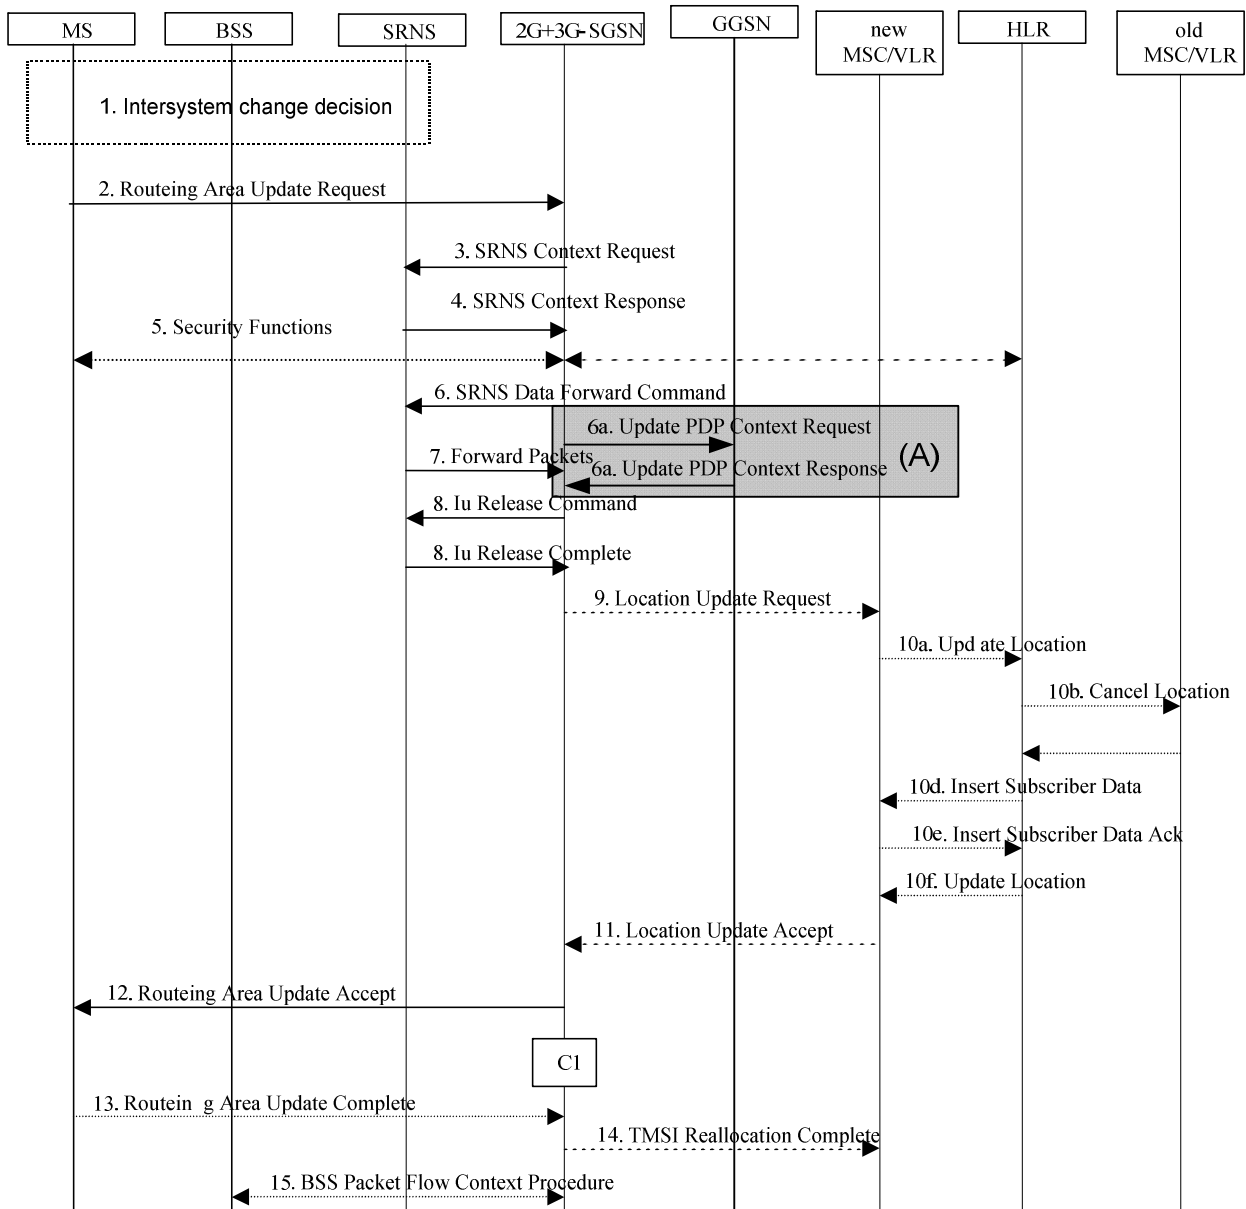 MS
BSS
SRNS
2G+3G-SGSN
GGSN
new
MSC/VLR
HLR
old
MSC/VLR
1. Intersystem change decision
2. Routeing Area Update Request
3. SRNS Context Request
4. SRNS Context Response
5. Security Functions
6. SRNS Data Forward Command
6a. Update PDP Context Request
(A)
7. Forward Packets
6a. Update PDP Context Response
8. Iu Release Command
8. Iu Release Complete
9. Location Update Request
10a. Upd ate Location
10b. Cancel Location
10d. Insert Subscriber Data
10e. Insert Subscriber Data Ack
10f. Update Location
11. Location Update Accept
12. Routeing Area Update Accept
C1
13. Routein g Area Update Complete
14. TMSI Reallocation Complete
15. BSS Packet Flow Context Procedure